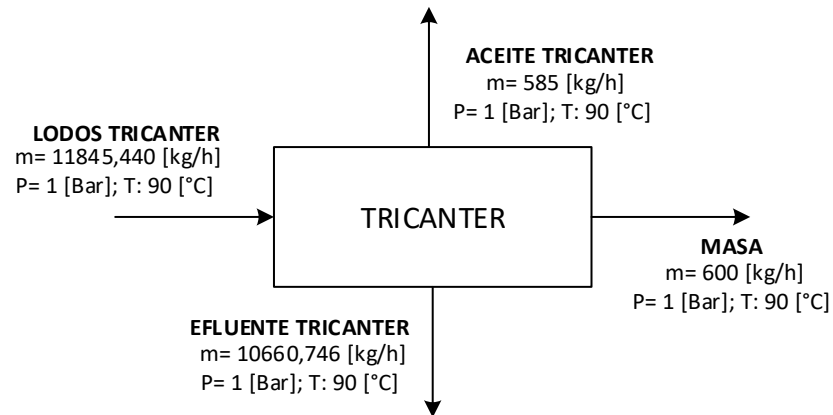 ACEITE TRICANTER
m= 585 [kg/h]
P= 1 [Bar]; T: 90 [°C]
LODOS TRICANTER
m= 11845,440 [kg/h]
P= 1 [Bar]; T: 90 [°C]
TRICANTER
MASA
m= 600 [kg/h]
P= 1 [Bar]; T: 90 [°C]
EFLUENTE TRICANTER
m= 10660,746 [kg/h]
P= 1 [Bar]; T: 90 [°C]